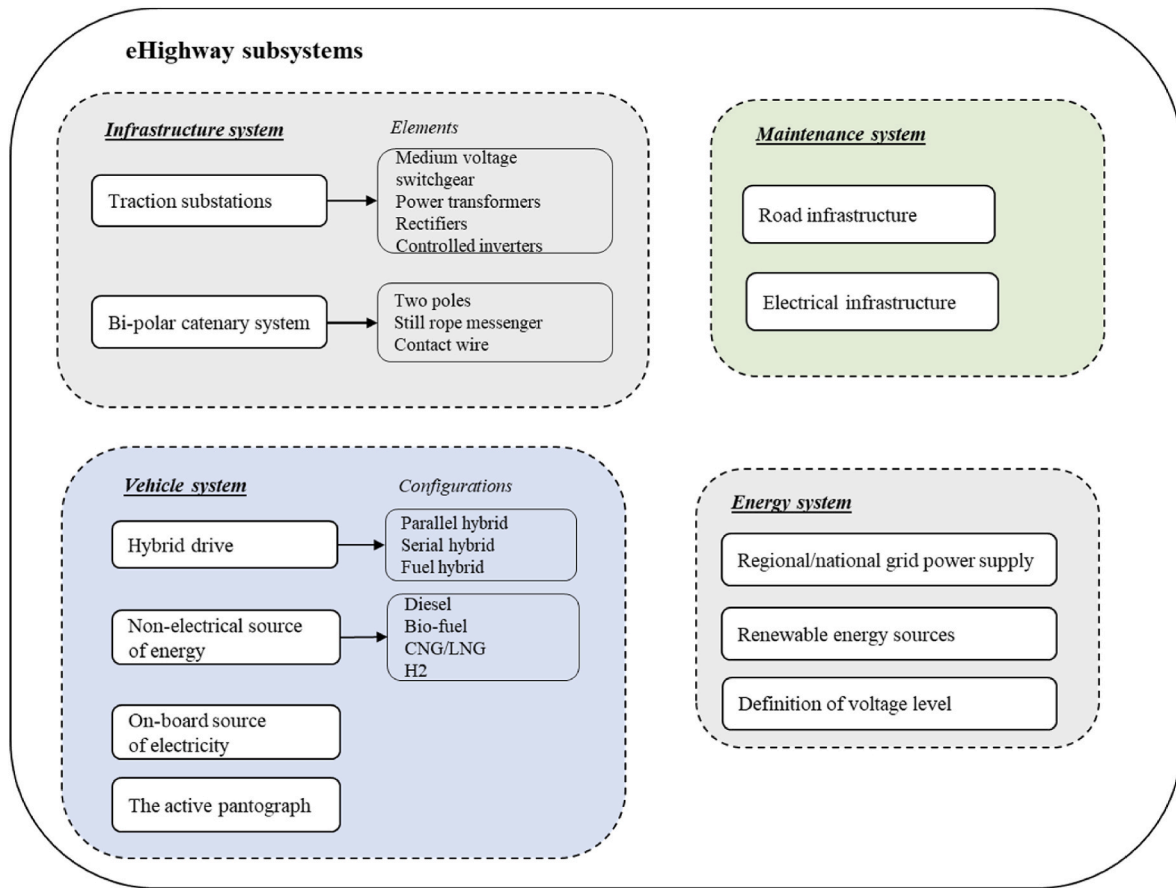 eHighway subsystems
Infrastructure system
Elements
Traction substations
Medium voltage
switchgear
Power transformers
Rectifiers
Controlled inverters
Bi-polar catenary system
Two poles
Still rope messenger
Contact wire
Maintenance system
Road infrastructure
Electrical infrastructure
Vehicle system
Configurations
Hybrid drive
Parallel hybrid
Serial hybrid
Fuel hybrid
Non-electrical source
of energy
Diesel
Bio-fuel
CNG/LNG
H2
On-board source
of electricity
The active pantograph
Energy system
Regional/national grid power supply
Renewable energy sources
Definition of voltage level